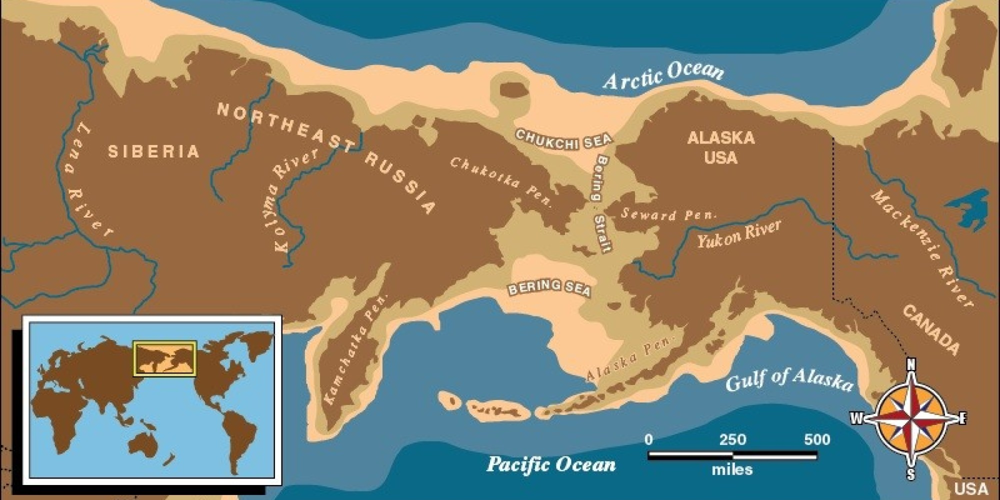 Arctic Ocean
NORTHEAST RUSSIA
SIBERIA
Lena River
Kolyma River
Chukotka Pen.
CHUKCHI SEA
Bering Strait
ALASKA
USA
Seward Pen.
Yukon River
Mackenzie River
CANADA
BERING SEA
Kamchatka Pen.
Alaska Pen.
Gulf of Alaska
Pacific Ocean
0 250 500
miles
N
W E
S
USA